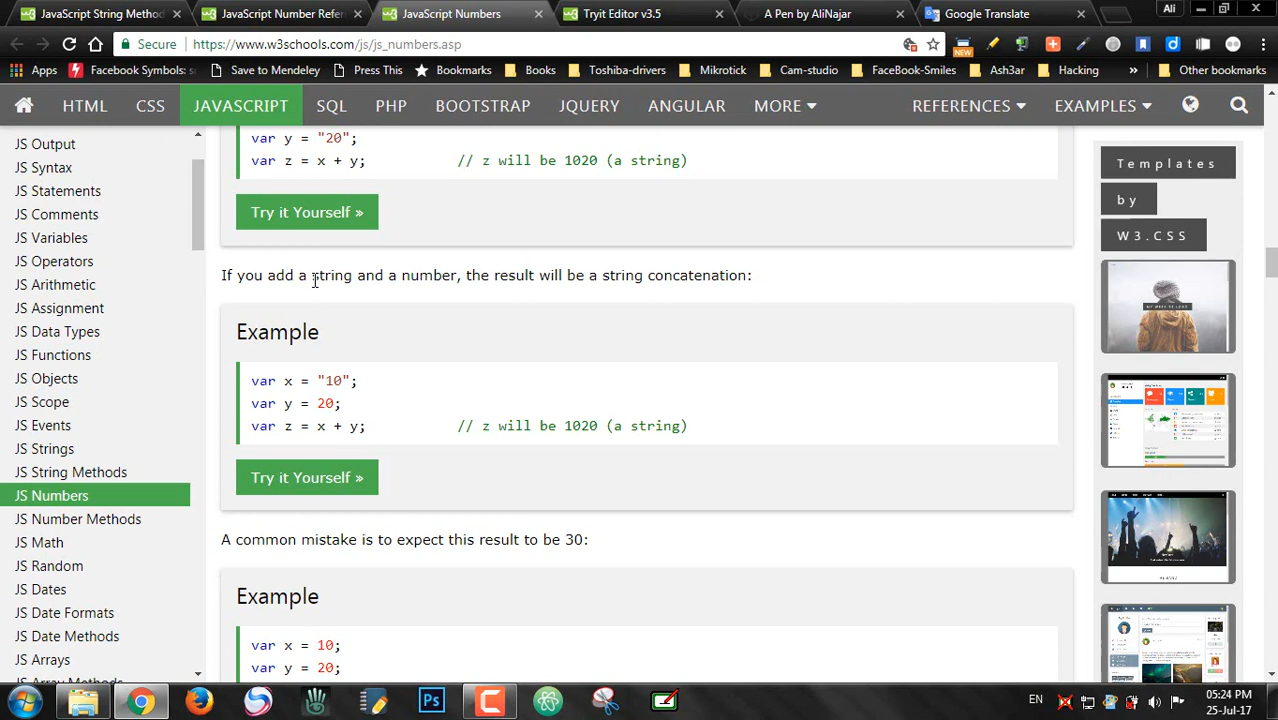 JavaScript String Method
JavaScript Number Refer
JavaScript Numbers
Tryit Editor v3.5
A Pen by AliNajar
Google Translate
Ali
Secure
https://www.w3schools.com/js/js_numbers.asp
NEW
Apps
Facebook Symbols: s
Save to Mendeley
Press This
Bookmarks
Books
Toshiba-drivers
Mikrotick
Cam-studio
FaceBook-Smiles
Ash3ar
Hacking
»
Other bookmarks
HTML
CSS
JAVASCRIPT
SQL
PHP
BOOTSTRAP
JQUERY
ANGULAR
MORE
REFERENCES
EXAMPLES
JS Output
JS Syntax
JS Statements
JS Comments
JS Variables
JS Operators
JS Arithmetic
JS Assignment
JS Data Types
JS Functions
JS Objects
JS Scope
JS Events
JS Strings
JS String Methods
JS Numbers
JS Number Methods
JS Math
JS Random
JS Dates
JS Date Formats
JS Date Methods
JS Arrays
JS Array Methods
var y = "20";
var z = x + y; // z will be 1020 (a string)
Try it Yourself »
If you add a string and a number, the result will be a string concatenation:
Example
var x = "10";
var y = 20;
var z = x + y; // z will be 1020 (a string)
Try it Yourself »
A common mistake is to expect this result to be 30:
Example
var x = 10;
var y = 20;
Templates
by
W3.CSS
EN
05:24 PM
25-Jul-17